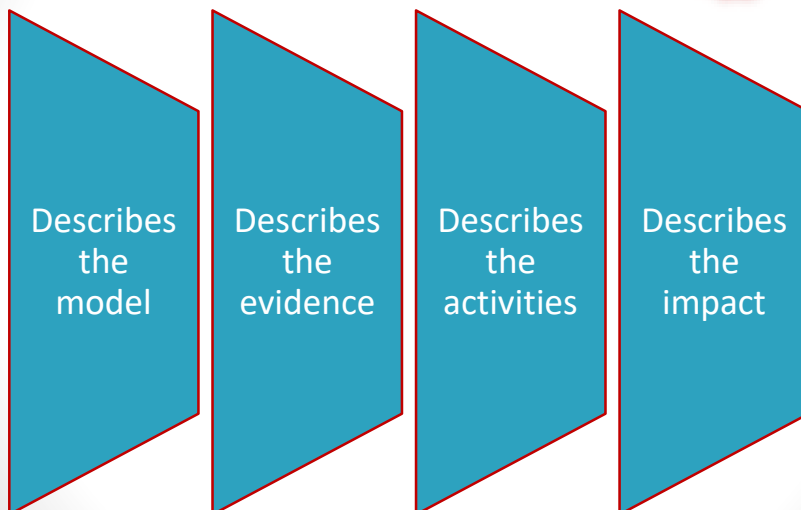 Describes
the
model
Describes
the
evidence
Describes
the
activities
Describes
the
impact